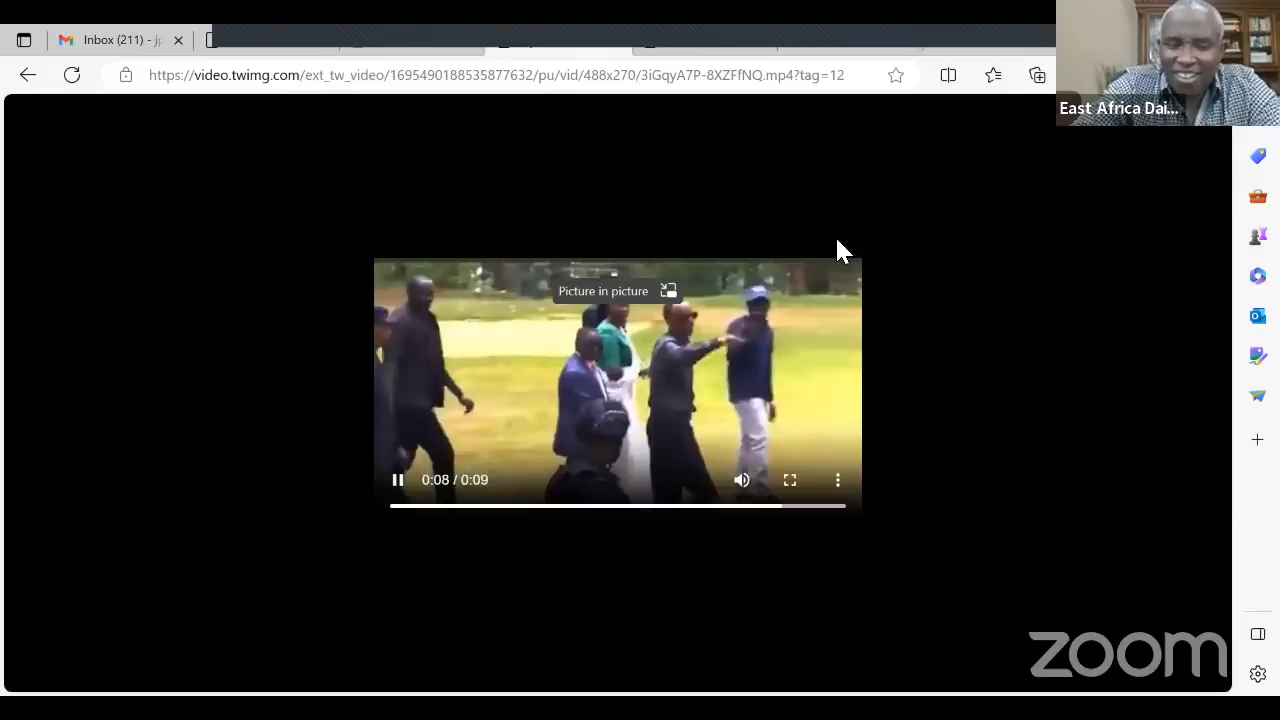 Inbox (211) - jp
https://video.twimg.com/ext_tw_video/1695490188535877632/pu/vid/488x270/3iGqyA7P-8XZFfNQ.mp4?tag=12
East Africa Dai...
Picture in picture
0:08 / 0:09
zoom